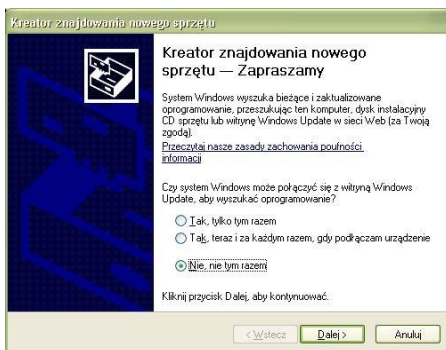 Kreator znajdowania nowego sprzętu
Kreator znajdowania nowego
sprzętu — Zapraszamy
System Windows wyszuka bieżące i zaktualizowane
oprogramowanie, przeszukując ten komputer, dysk instalacyjny
CD sprzętu lub witrynę Windows Update w sieci Web (za Twoją
zgodą).
Przeczytaj nasze zasady zachowania poufności
informacji
Czy system Windows może połączyć się z witryną Windows
Update, aby wyszukać oprogramowanie?
Tak, tylko tym razem
Tak, teraz i za każdym razem, gdy podłączam urządzenie
Nie, nie tym razem
Kliknij przycisk Dalej, aby kontynuować.
< Wstecz Dalej > Anuluj